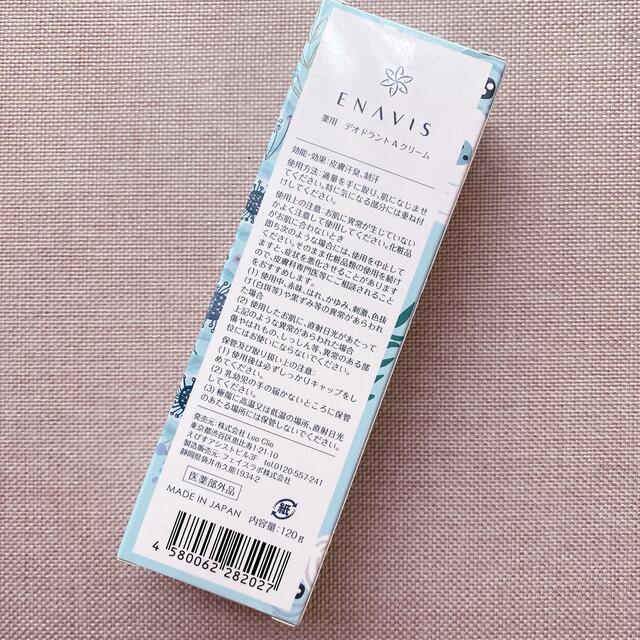 ENAVIS
薬用 デオドラント A クリーム
効能・効果:皮膚汗臭、制汗
使用方法:適量を手に取り、肌になじませ
てください。特に気になる部分には重ね付
けしてください。
使用上の注意:お肌に異常が生じていない
かよく注意して使用してください。化粧品
がお肌に合わないとき
即ち次のような場合には、使用を中止して
ください。そのまま化粧品類の使用を続け
ますと、症状を悪化させることがあります
ので、皮膚科専門医等にご相談されること
をおすすめします。
(1) 使用中、赤味、はれ、かゆみ、刺激、色抜
け(白斑等)や黒ずみ等の異常があらわれ
た場合
(2) 使用したお肌に、直射日光があたって
上記のような異常があらわれた場合
傷やはれもの、しっしん等、異常のある部
位にはお使いにならないでください。
保管及び取り扱い上の注意:
(1) 使用後は必ずしっかりキャップをし
めてください。
(2) 乳幼児の手の届かないところに保管
してください。
(3) 極端に高温又は低温の場所、直射日光
のあたる場所には保管しないでください。
発売元:株式会社 Loo Clio
東京都渋谷区恵比寿1-21-10
えびすアシストビル3F tel.0120-557-241
製造販売元:フェイスラボ株式会社
静岡県袋井市久能1934-2
医薬部外品
MADE IN JAPAN
紙
内容量:120g
4 580062 282027